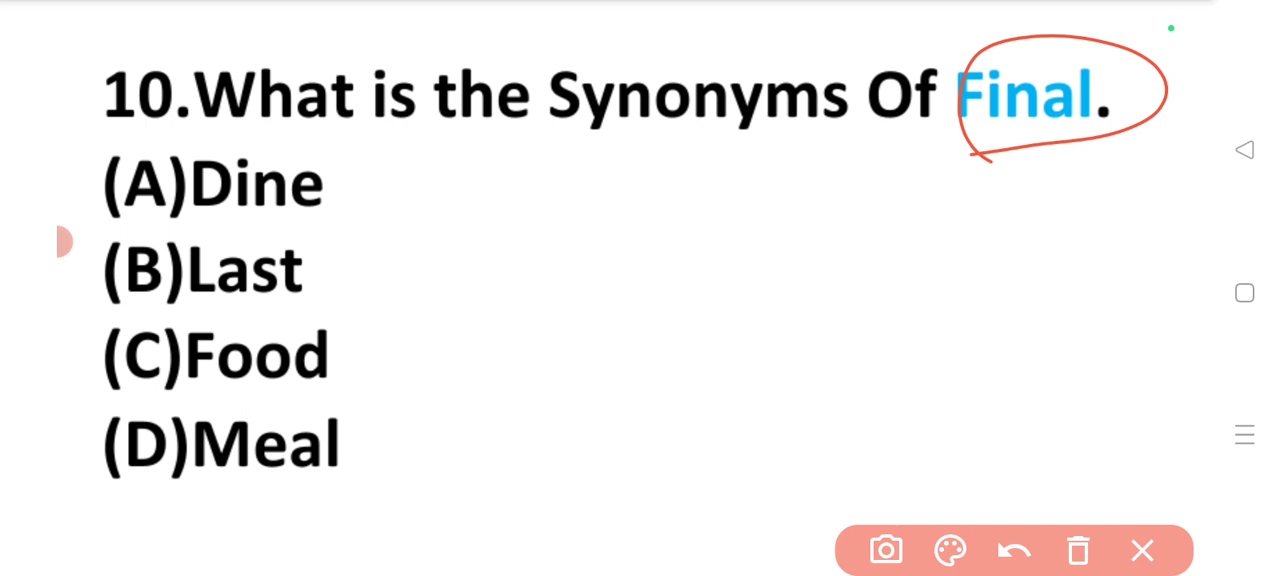 10.What is the Synonyms Of Final.
(A)Dine
(B)Last
(C)Food
(D)Meal